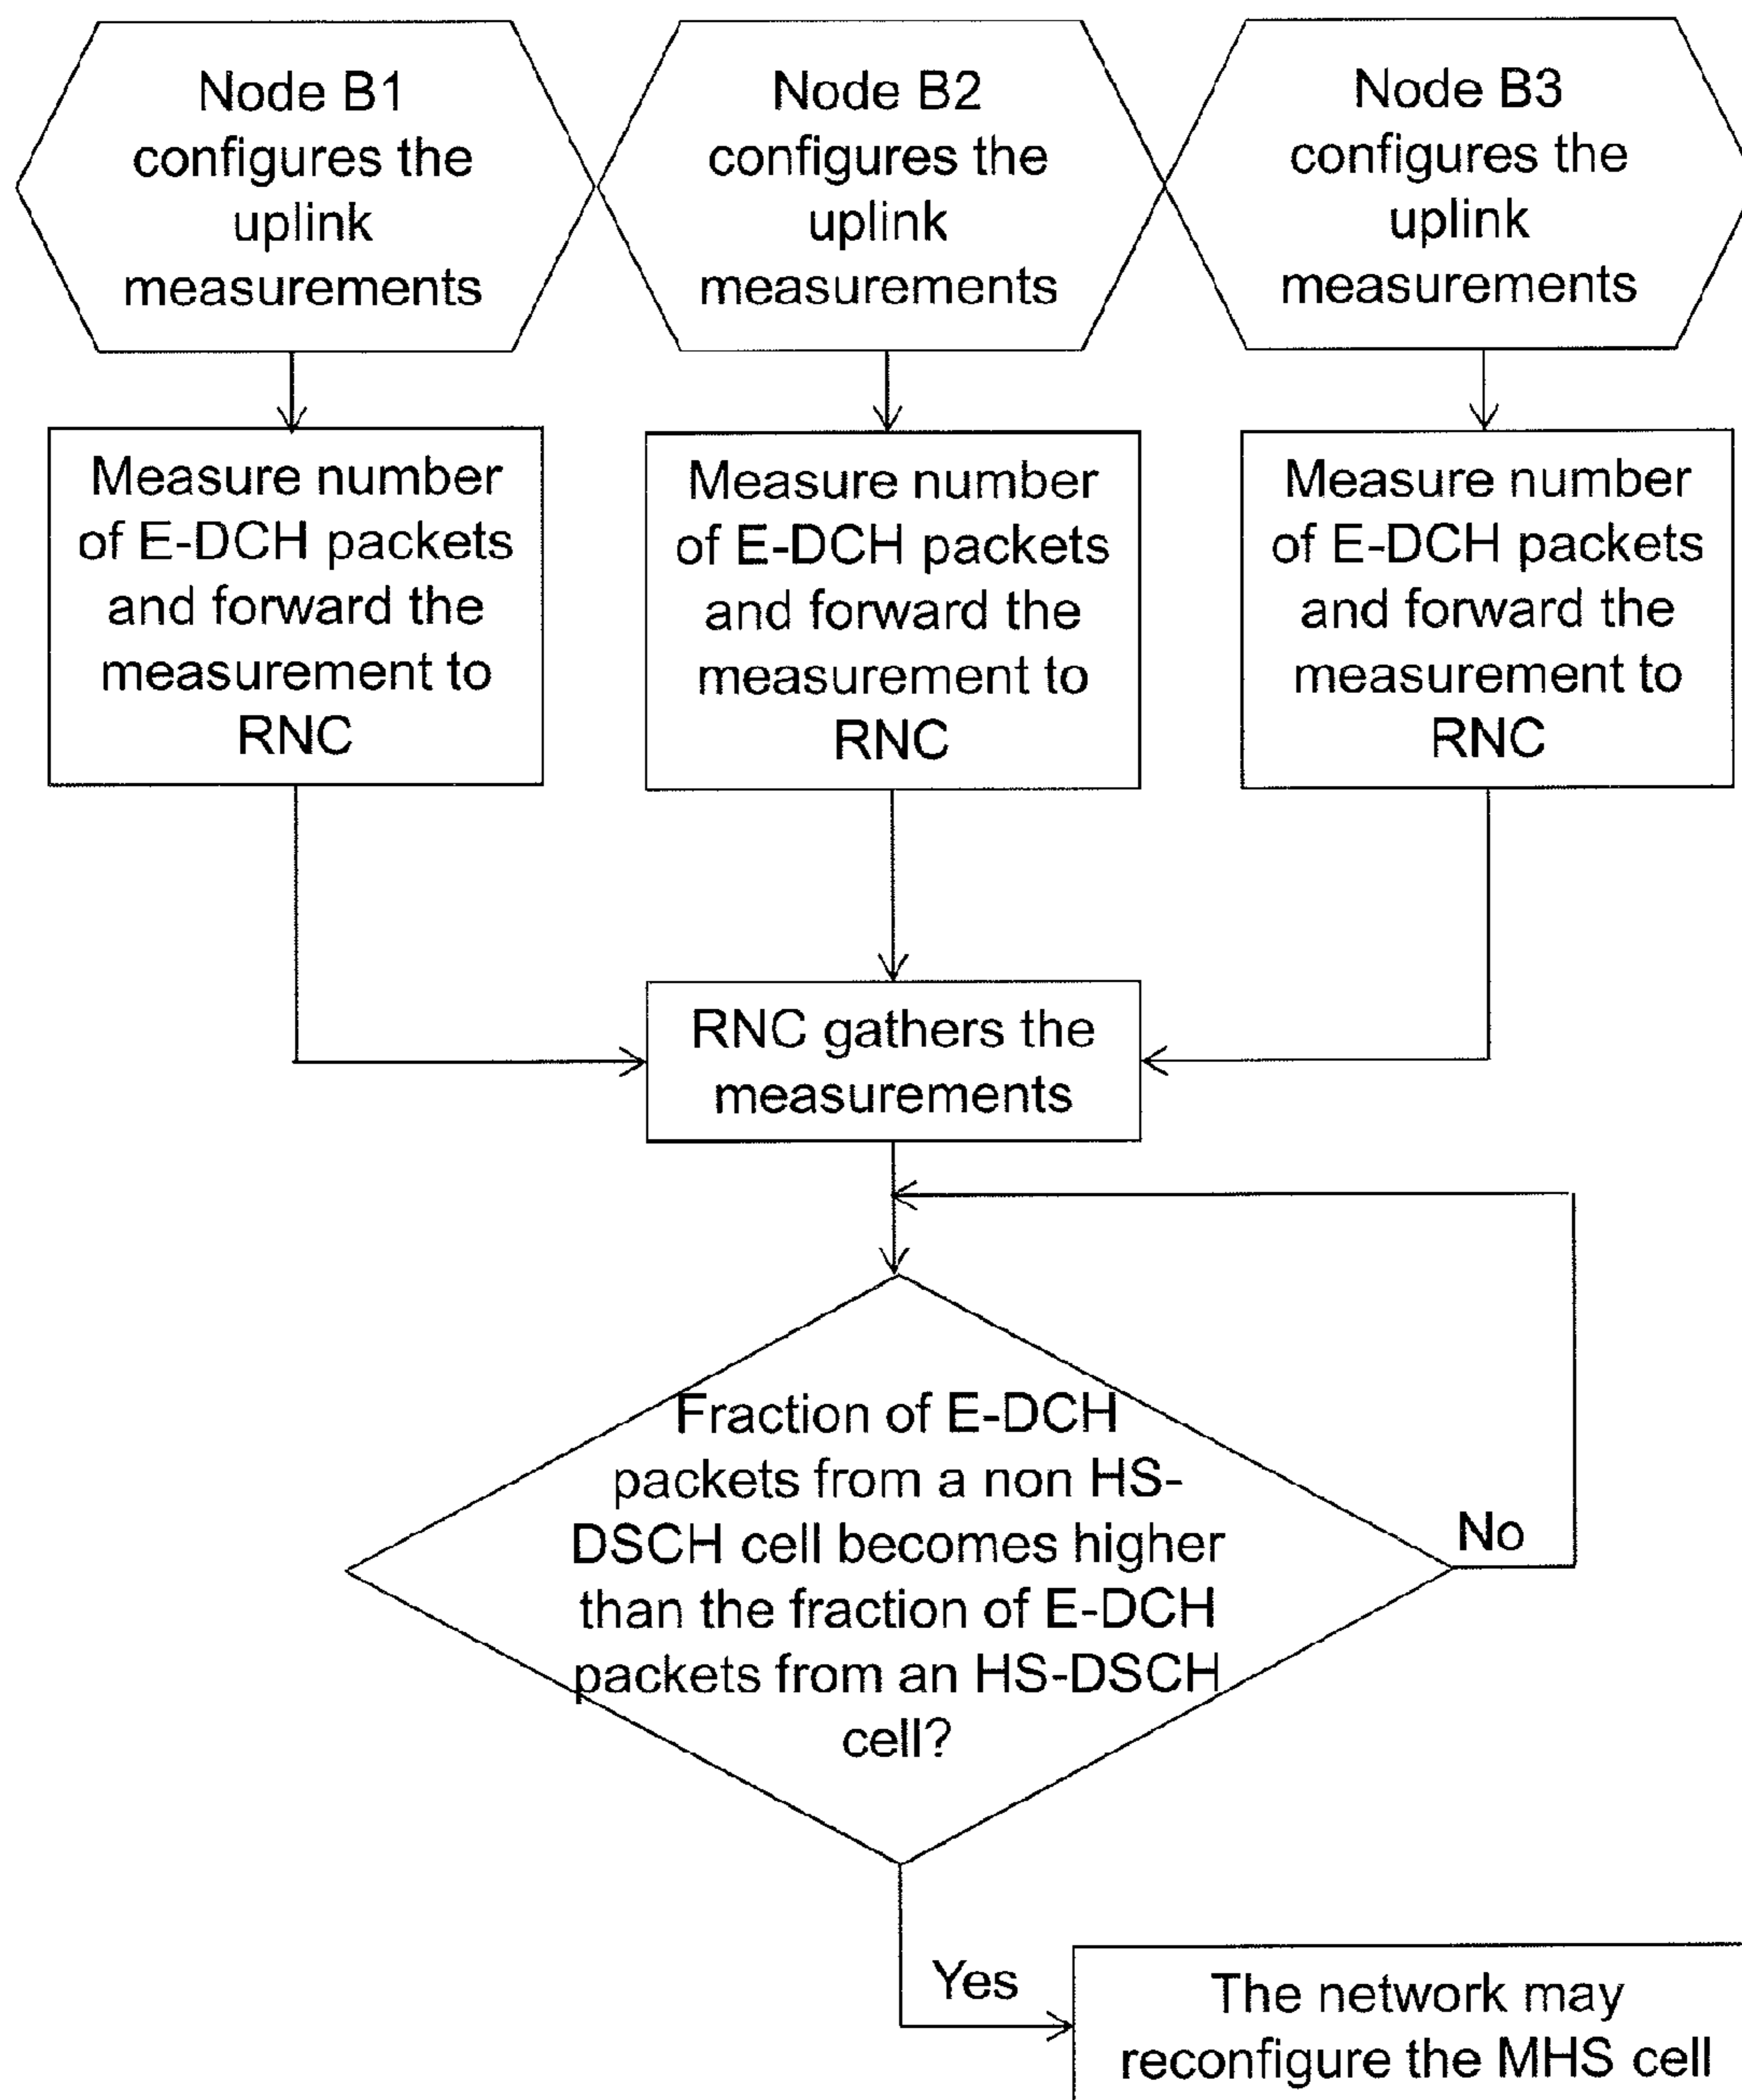 Node B1
configures the
uplink
measurements
Node B2
configures the
uplink
measurements
Node B3
configures the
uplink
measurements
Measure number
of E-DCH packets
and forward the
measurement to
RNC
Measure number
of E-DCH packets
and forward the
measurement to
RNC
Measure number
of E-DCH packets
and forward the
measurement to
RNC
RNC gathers the
measurements
Fraction of E-DCH
packets from a non HS-
DSCH cell becomes higher
than the fraction of E-DCH
packets from an HS-DSCH
cell?
No
Yes
The network may
reconfigure the MHS cell